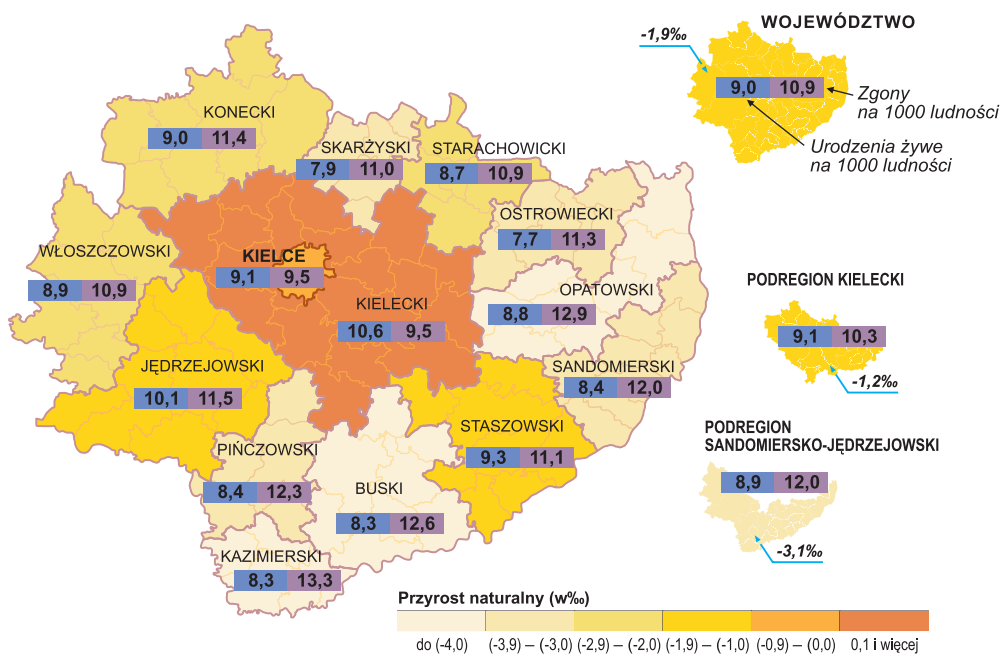 WOJEWÓDZTWO
-1,9‰
9,0 10,9
Zgony
na 1000 ludności
Urodzenia żywe
na 1000 ludności
KONECKI
9,0 11,4
SKARŻYSKI
7,9 11,0
STARACHOWICKI
8,7 10,9
OSTROWIECKI
7,7 11,3
WŁOSZCZOWSKI
8,9 10,9
KIELCE
9,1 9,5
KIELECKI
10,6 9,5
OPATOWSKI
8,8 12,9
PODREGION KIELECKI
9,1 10,3
-1,2‰
JĘDRZEJOWSKI
10,1 11,5
SANDOMIERSKI
8,4 12,0
STASZOWSKI
9,3 11,1
PODREGION
SANDOMIERSKO-JĘDRZEJOWSKI
8,9 12,0
-3,1‰
PIŃCZOWSKI
8,4 12,3
BUSKI
8,3 12,6
KAZIMIERSKI
8,3 13,3
Przyrost naturalny (w‰)
do (-4,0) (-3,9) – (-3,0) (-2,9) – (-2,0) (-1,9) – (-1,0) (-0,9) – (0,0) 0,1 i więcej